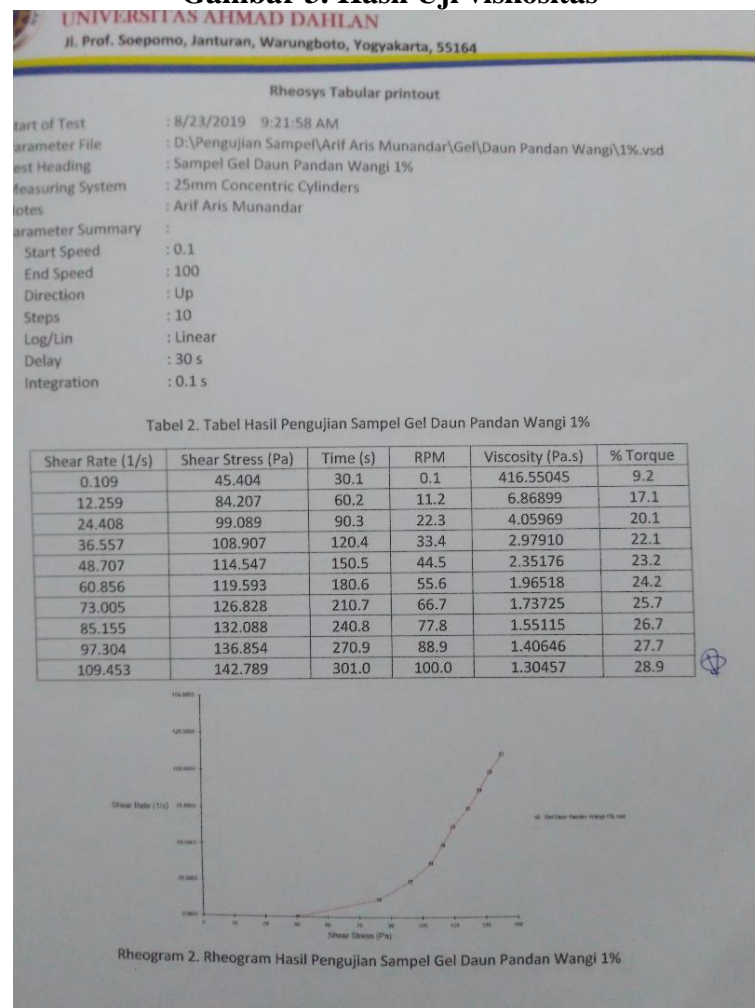 Gambar 3. Hasil Uji Viskositas
UNIVERSITAS AHMAD DAHLAN
Jl. Prof. Soepomo, Janturan, Warungboto, Yogyakarta, 55164
Rheosys Tabular printout
tart of Test : 8/23/2019 9:21:58 AM
arameter File : D:\Pengujian Sampel\Arif Aris Munandar\Gel\Daun Pandan Wangi\1%.vsd
est Heading : Sampel Gel Daun Pandan Wangi 1%
Measuring System : 25mm Concentric Cylinders
lotes : Arif Aris Munandar
arameter Summary :
Start Speed : 0.1
End Speed : 100
Direction : Up
Steps : 10
Log/Lin : Linear
Delay : 30 s
Integration : 0.1 s
Tabel 2. Tabel Hasil Pengujian Sampel Gel Daun Pandan Wangi 1%
Shear Rate (1/s) Shear Stress (Pa) Time (s) RPM Viscosity (Pa.s) % Torque
0.109 45.404 30.1 0.1 416.55045 9.2
12.259 84.207 60.2 11.2 6.86899 17.1
24.408 99.089 90.3 22.3 4.05969 20.1
36.557 108.907 120.4 33.4 2.97910 22.1
48.707 114.547 150.5 44.5 2.35176 23.2
60.856 119.593 180.6 55.6 1.96518 24.2
73.005 126.828 210.7 66.7 1.73725 25.7
85.155 132.088 240.8 77.8 1.55115 26.7
97.304 136.854 270.9 88.9 1.40646 27.7
109.453 142.789 301.0 100.0 1.30457 28.9
Shear Rate (1/s)
Gel Daun Pandan Wangi 1%.vsd
Shear Stress (Pa)
Rheogram 2. Rheogram Hasil Pengujian Sampel Gel Daun Pandan Wangi 1%